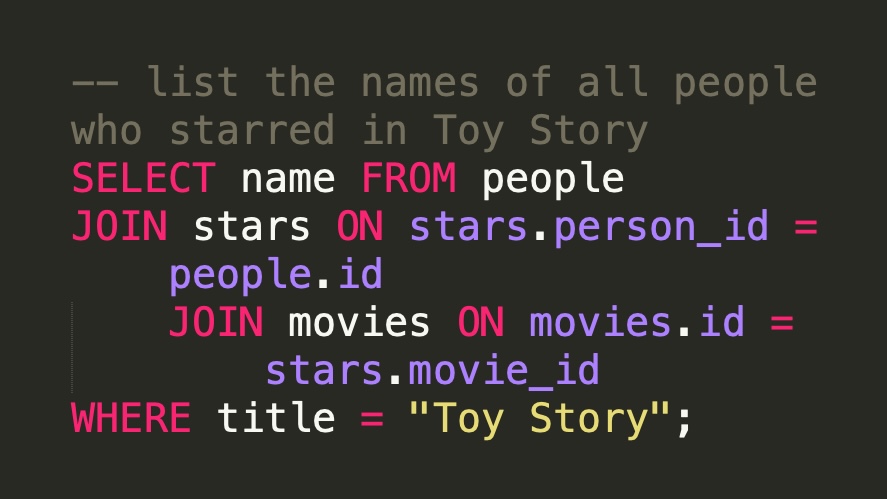 -- list the names of all people
who starred in Toy Story
SELECT name FROM people
JOIN stars ON stars.person_id =
people.id
JOIN movies ON movies.id =
stars.movie_id
WHERE title = "Toy Story";